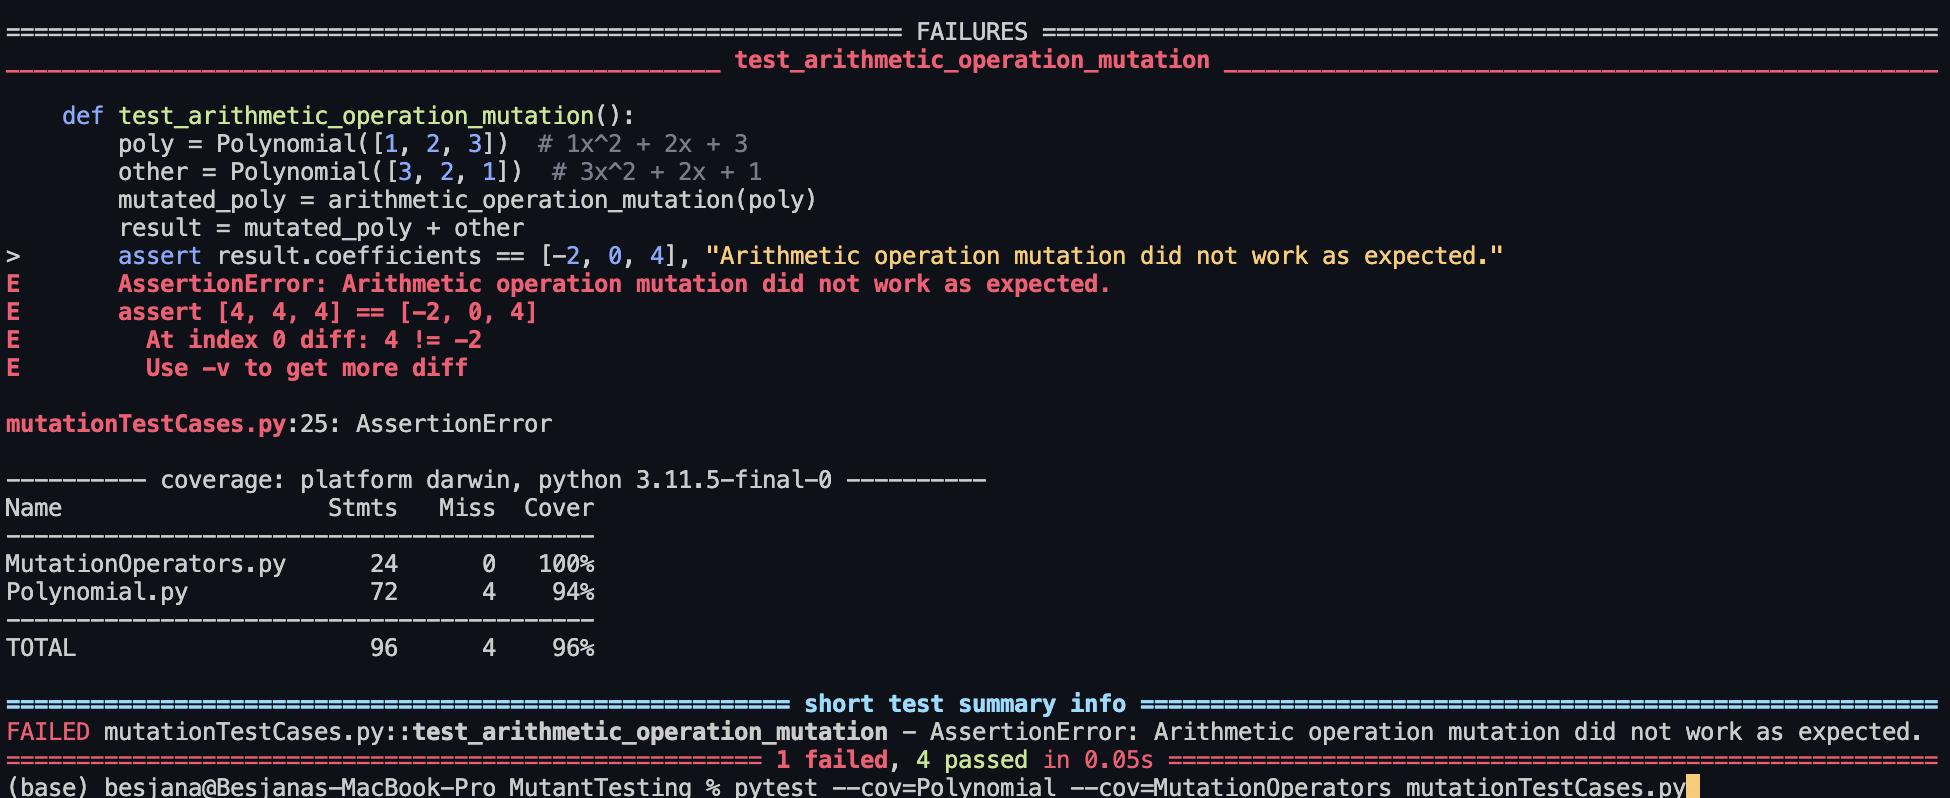 ================================================================ FAILURES ================================================================
___________________________________________________ test_arithmetic_operation_mutation ___________________________________________________
    def test_arithmetic_operation_mutation():
        poly = Polynomial([1, 2, 3])  # 1x^2 + 2x + 3
        other = Polynomial([3, 2, 1])  # 3x^2 + 2x + 1
        mutated_poly = arithmetic_operation_mutation(poly)
        result = mutated_poly + other
>       assert result.coefficients == [-2, 0, 4], "Arithmetic operation mutation did not work as expected."
E       AssertionError: Arithmetic operation mutation did not work as expected.
E       assert [4, 4, 4] == [-2, 0, 4]
E         At index 0 diff: 4 != -2
E         Use -v to get more diff
mutationTestCases.py:25: AssertionError
---------- coverage: platform darwin, python 3.11.5-final-0 ----------
Name                   Stmts   Miss  Cover
------------------------------------------
MutationOperators.py      24      0   100%
Polynomial.py             72      4    94%
------------------------------------------
TOTAL                     96      4    96%
======================================================== short test summary info =========================================================
FAILED mutationTestCases.py::test_arithmetic_operation_mutation - AssertionError: Arithmetic operation mutation did not work as expected.
====================================================== 1 failed, 4 passed in 0.05s =======================================================
(base) besjana@Besjanas-MacBook-Pro MutantTesting % pytest --cov=Polynomial --cov=MutationOperators mutationTestCases.py